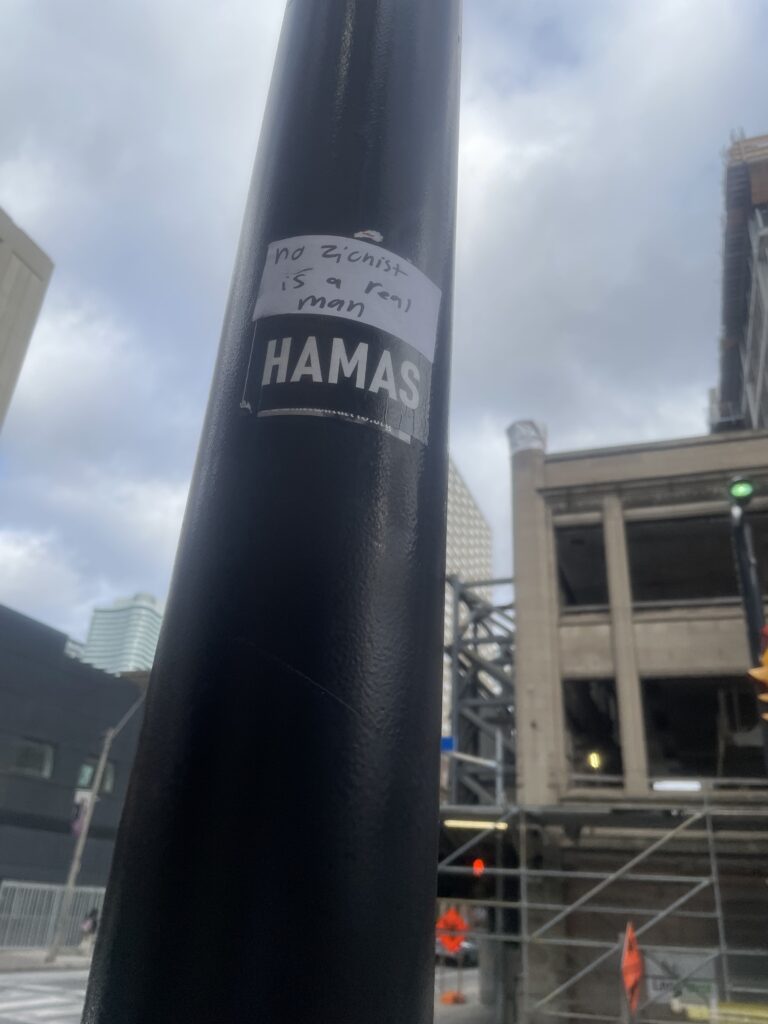 no Zionist
is a real
man
HAMAS